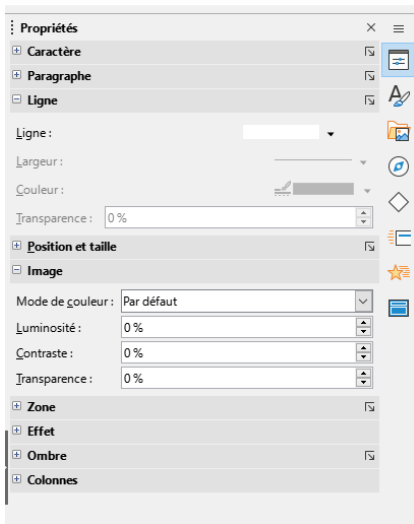 Propriétés
Caractère
Paragraphe
Ligne
Ligne :
Largeur :
Couleur :
Transparence : 0 %
Position et taille
Image
Mode de couleur : Par défaut
Luminosité : 0 %
Contraste : 0 %
Transparence : 0 %
Zone
Effet
Ombre
Colonnes